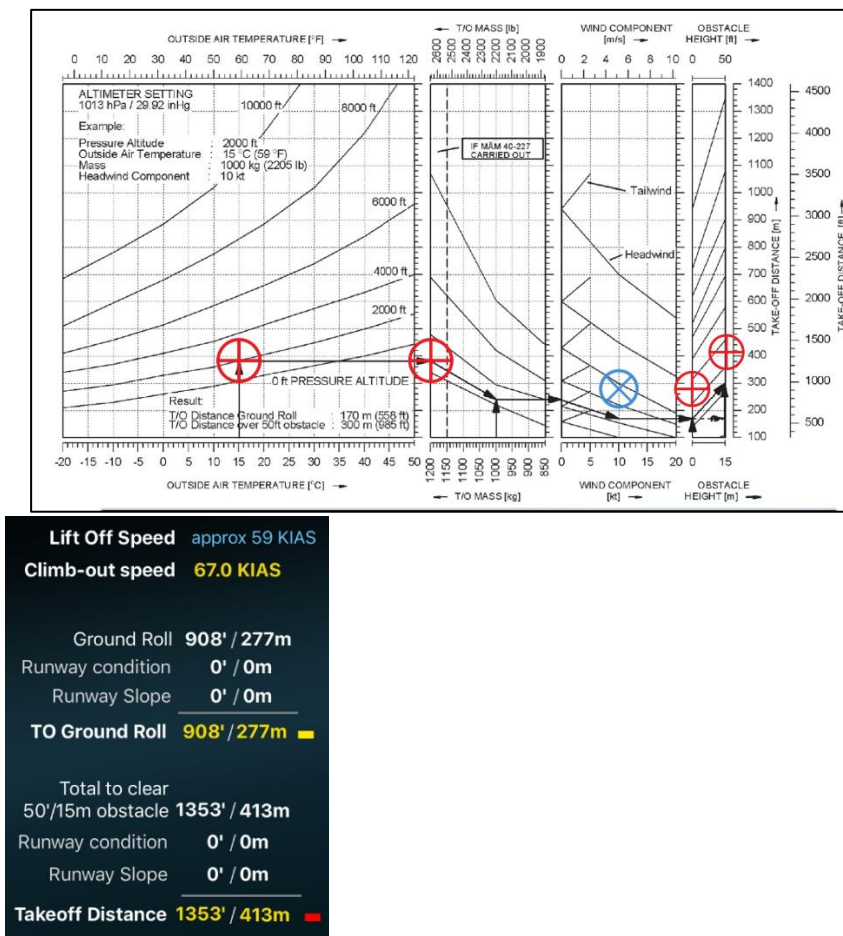 OUTSIDE AIR TEMPERATURE [°F]
T/O MASS [lb]
WIND COMPONENT
[m/s]
OBSTACLE
HEIGHT [ft]
0 10 20 30 40 50 60 70 80 90 100 110 120
2600 2500 2400 2300 2200 2100 2000 1900
0 2 4 6 8 10
0 50
ALTIMETER SETTING
1013 hPa / 29.92 inHg
Example:
Pressure Altitude : 2000 ft
Outside Air Temperature : 15 °C (59 °F)
Mass : 1000 kg (2205 lb)
Headwind Component : 10 kt
10000 ft
8000 ft
6000 ft
4000 ft
2000 ft
0 ft PRESSURE ALTITUDE
Result:
T/O Distance Ground Roll : 170 m (558 ft)
T/O Distance over 50ft obstacle : 300 m (985 ft)
IF MÄM 40-227
CARRIED OUT
Tailwind
Headwind
1400
1300
1200
1100
1000
900
800
700
600
500
400
300
200
100
TAKE-OFF DISTANCE [m]
4500
4000
3500
3000
2500
2000
1500
1000
500
TAKE-OFF DISTANCE [ft]
-20 -15 -10 -5 0 5 10 15 20 25 30 35 40 45 50
1200 1150 1100 1050 1000 950 900 850
0 5 10 15 20
0 15
OUTSIDE AIR TEMPERATURE [°C]
T/O MASS [kg]
WIND COMPONENT
[kt]
OBSTACLE
HEIGHT [m]
Lift Off Speed approx 59 KIAS
Climb-out speed 67.0 KIAS
Ground Roll 908' / 277m
Runway condition 0' / 0m
Runway Slope 0' / 0m
TO Ground Roll 908' / 277m
Total to clear
50'/15m obstacle 1353' / 413m
Runway condition 0' / 0m
Runway Slope 0' / 0m
Takeoff Distance 1353' / 413m